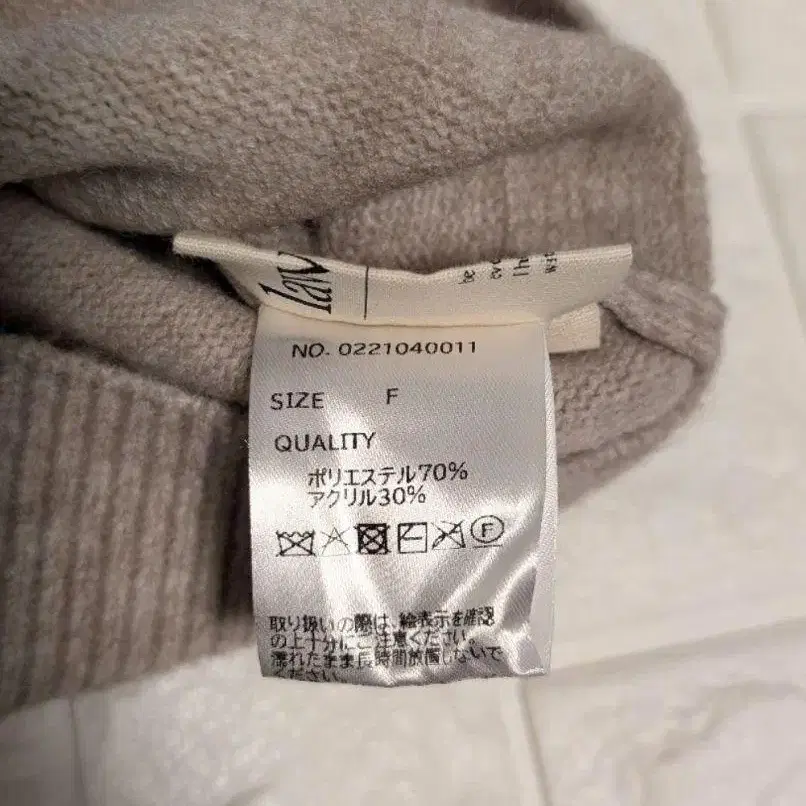 be
NO. 0221040011
SIZE F
QUALITY
ポリエステル70%
アクリル30%
F
取り扱いの際は、絵表示を確認
の上十分にご注意ください。
濡れたまま長時間放置しないで
ください。